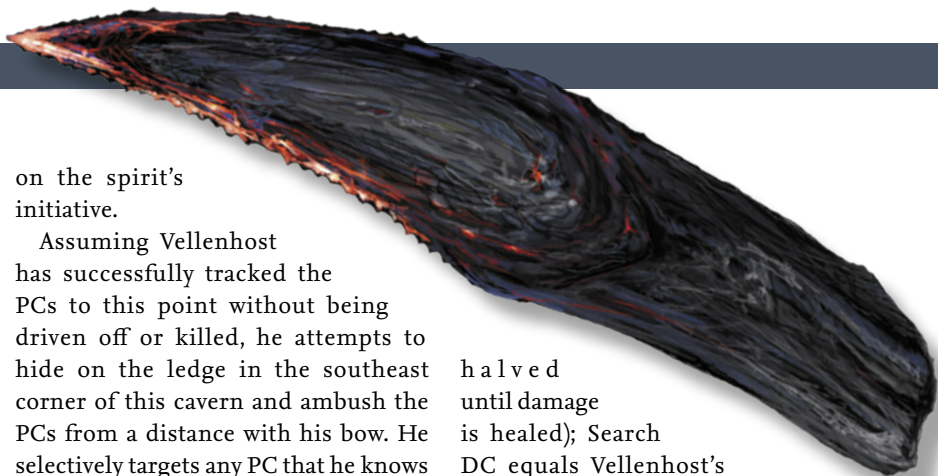 on the spirit's
initiative.
Assuming Vellenhost
has successfully tracked the
PCs to this point without being
driven off or killed, he attempts to
hide on the ledge in the southeast
corner of this cavern and ambush the
PCs from a distance with his bow. He
selectively targets any PC that he knows
halved
until damage
is healed); Search
DC equals Vellenhost's